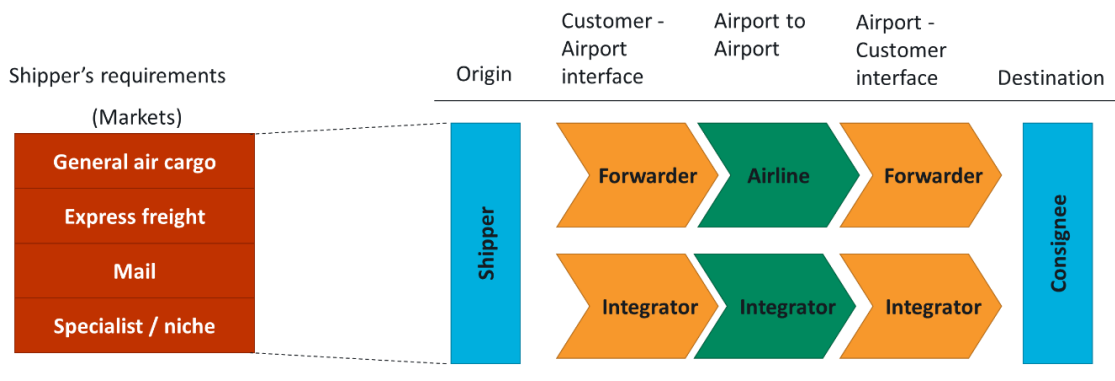 Shipper’s requirements
(Markets)
General air cargo
Express freight
Mail
Specialist / niche
Origin
Customer -
Airport
interface
Airport to
Airport
Airport -
Customer
interface
Destination
Shipper
Forwarder
Airline
Forwarder
Integrator
Integrator
Integrator
Consignee